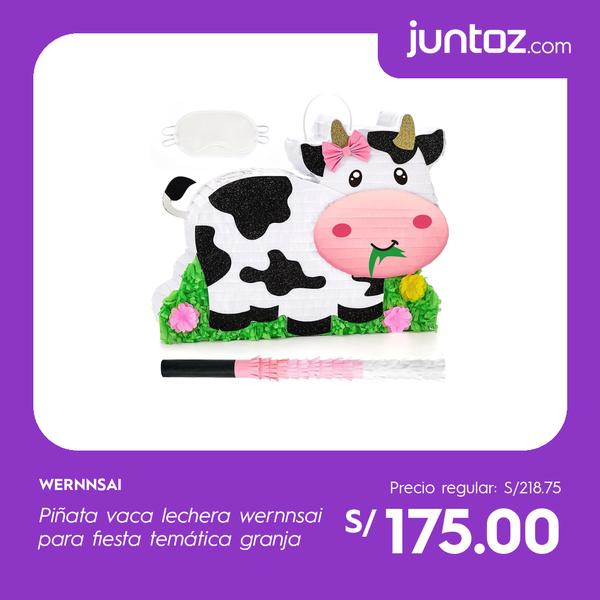 juntoz.com
WERNNSAI
Piñata vaca lechera wernnsai
para fiesta temática granja
Precio regular: S/218.75
S/175.00